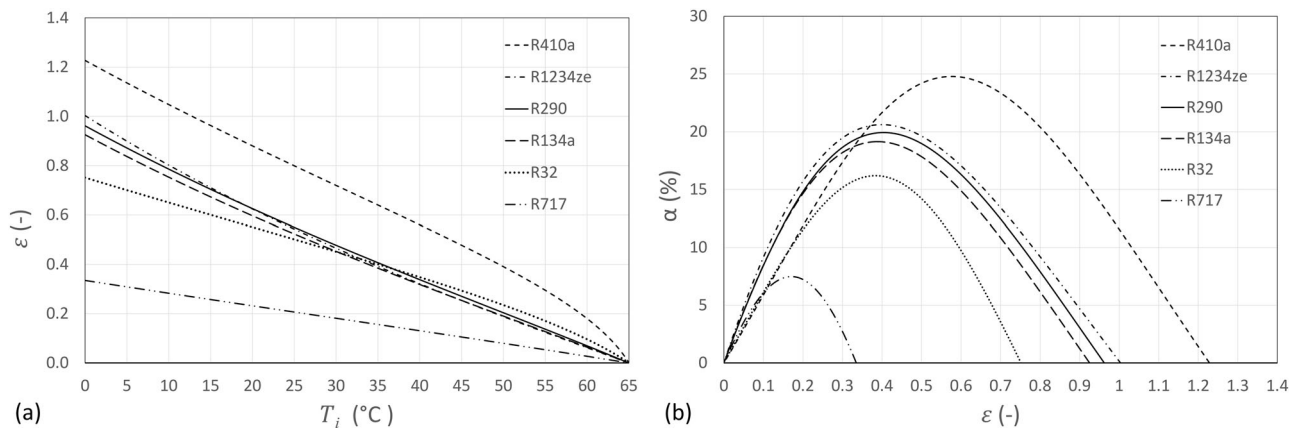 1.4
1.2
1.0
0.8
0.6
0.4
0.2
0.0
ε (-)
R410a
R1234ze
R290
R134a
R32
R717
0 5 10 15 20 25 30 35 40 45 50 55 60 65
(a)
T_i (°C)
30
25
20
15
10
5
0
α (%)
R410a
R1234ze
R290
R134a
R32
R717
0 0.1 0.2 0.3 0.4 0.5 0.6 0.7 0.8 0.9 1 1.1 1.2 1.3 1.4
(b)
ε (-)